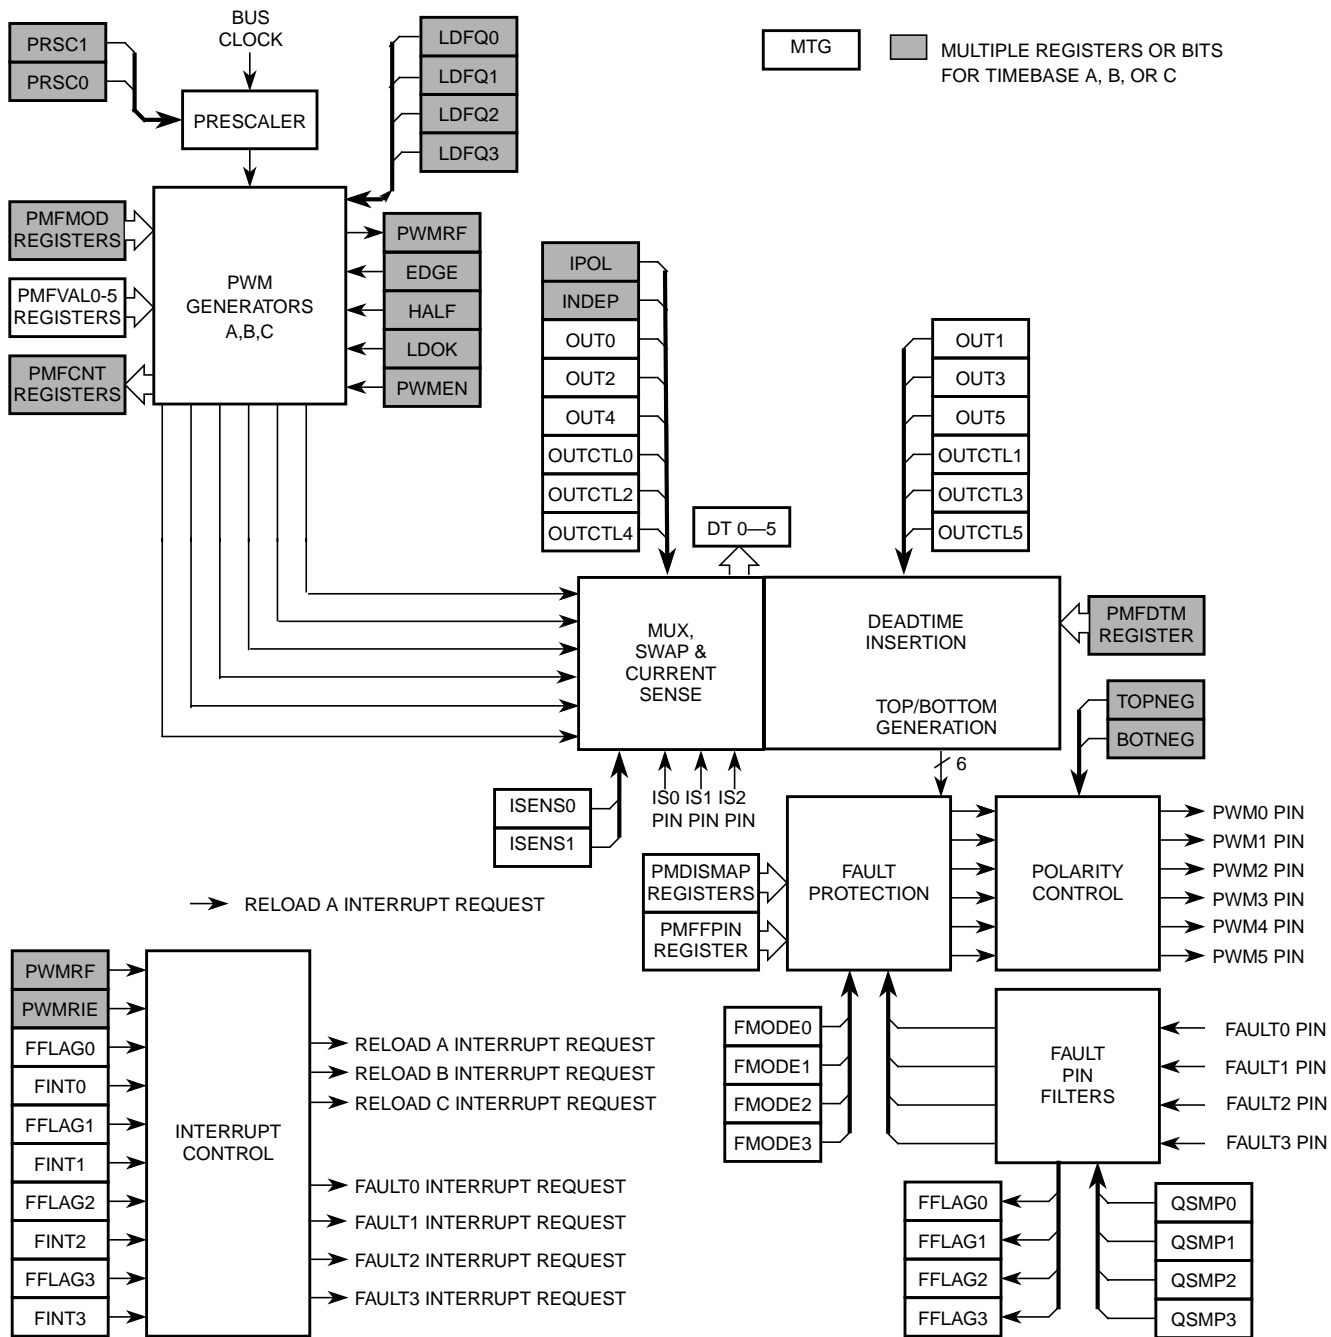 PRSC1
PRSC0
BUS
CLOCK
PRESCALER
LDFQ0
LDFQ1
LDFQ2
LDFQ3
MTG
MULTIPLE REGISTERS OR BITS
FOR TIMEBASE A, B, OR C
PMFMOD
REGISTERS
PMFVAL0-5
REGISTERS
PMFCNT
REGISTERS
PWM
GENERATORS
A,B,C
PWMRF
EDGE
HALF
LDOK
PWMEN
IPOL
INDEP
OUT0
OUT2
OUT4
OUTCTL0
OUTCTL2
OUTCTL4
DT 0—5
OUT1
OUT3
OUT5
OUTCTL1
OUTCTL3
OUTCTL5
MUX,
SWAP &
CURRENT
SENSE
DEADTIME
INSERTION
TOP/BOTTOM
GENERATION
PMFDTM
REGISTER
TOPNEG
BOTNEG
6
ISENS0
ISENS1
IS0 IS1 IS2
PIN PIN PIN
PMDISMAP
REGISTERS
PMFFPIN
REGISTER
FAULT
PROTECTION
POLARITY
CONTROL
PWM0 PIN
PWM1 PIN
PWM2 PIN
PWM3 PIN
PWM4 PIN
PWM5 PIN
RELOAD A INTERRUPT REQUEST
PWMRF
PWMRIE
FFLAG0
FINT0
FFLAG1
FINT1
FFLAG2
FINT2
FFLAG3
FINT3
INTERRUPT
CONTROL
RELOAD A INTERRUPT REQUEST
RELOAD B INTERRUPT REQUEST
RELOAD C INTERRUPT REQUEST
FAULT0 INTERRUPT REQUEST
FAULT1 INTERRUPT REQUEST
FAULT2 INTERRUPT REQUEST
FAULT3 INTERRUPT REQUEST
FMODE0
FMODE1
FMODE2
FMODE3
FAULT
PIN
FILTERS
FAULT0 PIN
FAULT1 PIN
FAULT2 PIN
FAULT3 PIN
FFLAG0
FFLAG1
FFLAG2
FFLAG3
QSMP0
QSMP1
QSMP2
QSMP3